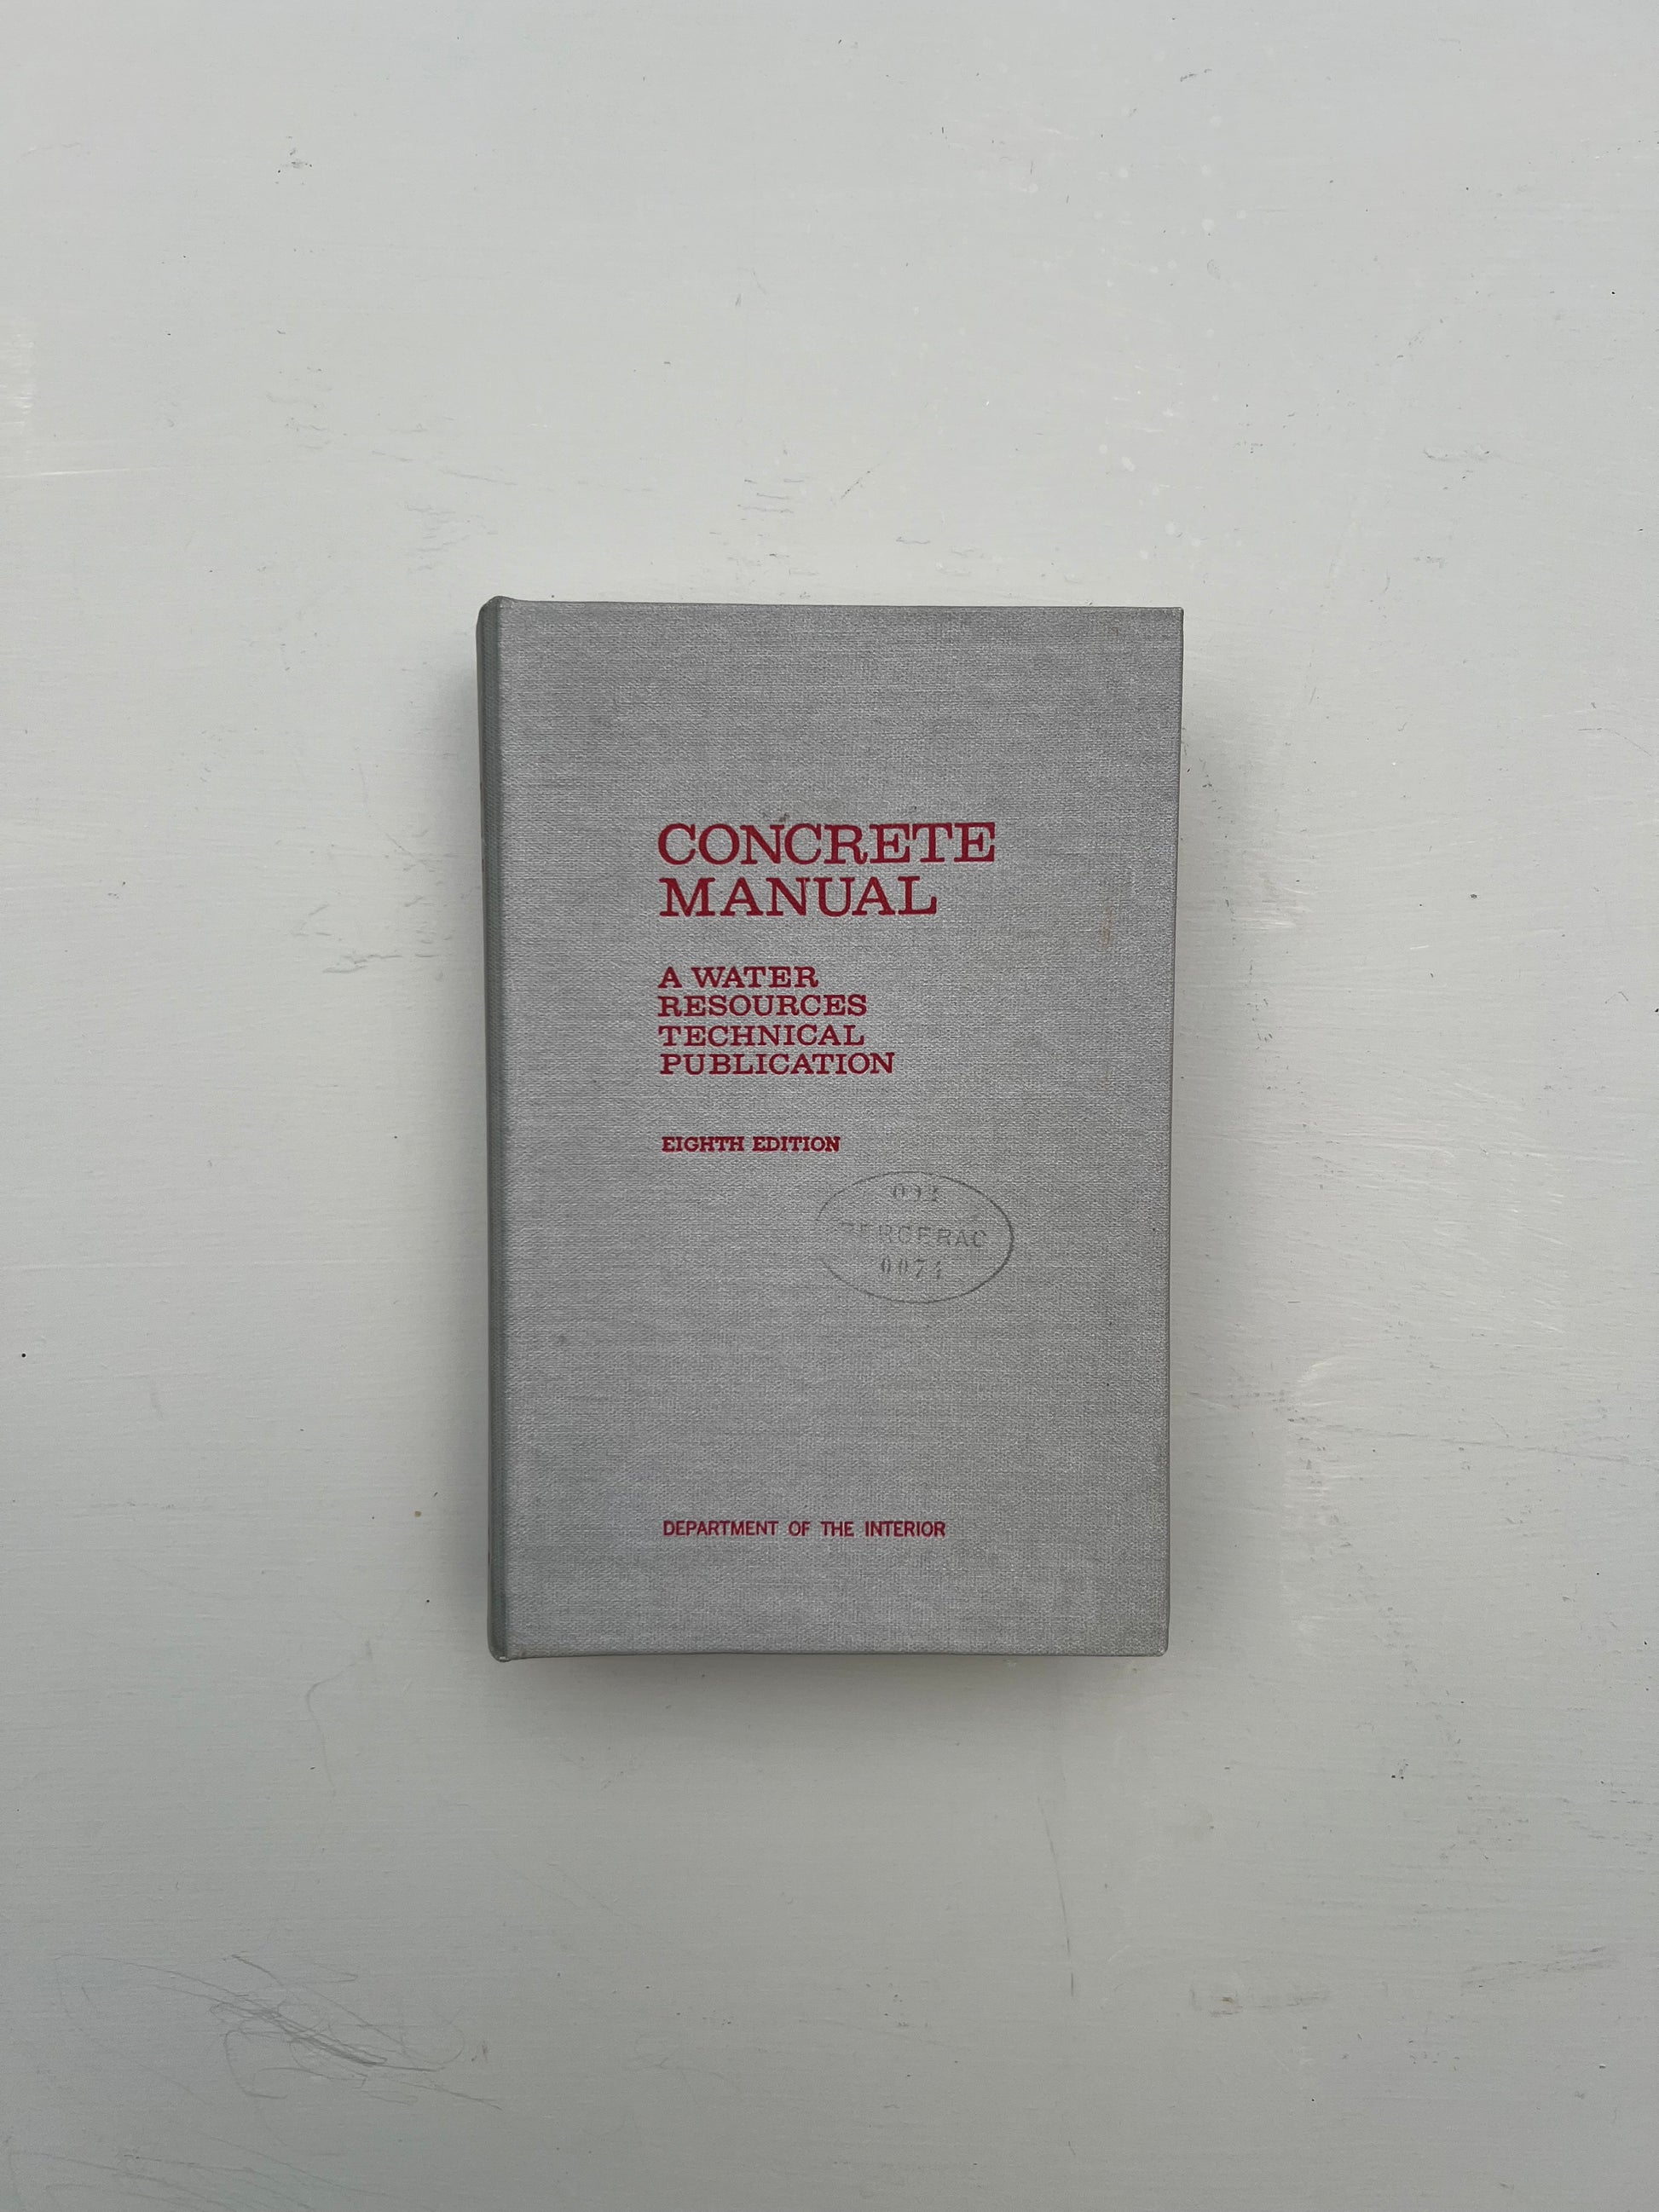 CONCRETE
MANUAL
A WATER
RESOURCES
TECHNICAL
PUBLICATION
EIGHTH EDITION
DEPARTMENT OF THE INTERIOR